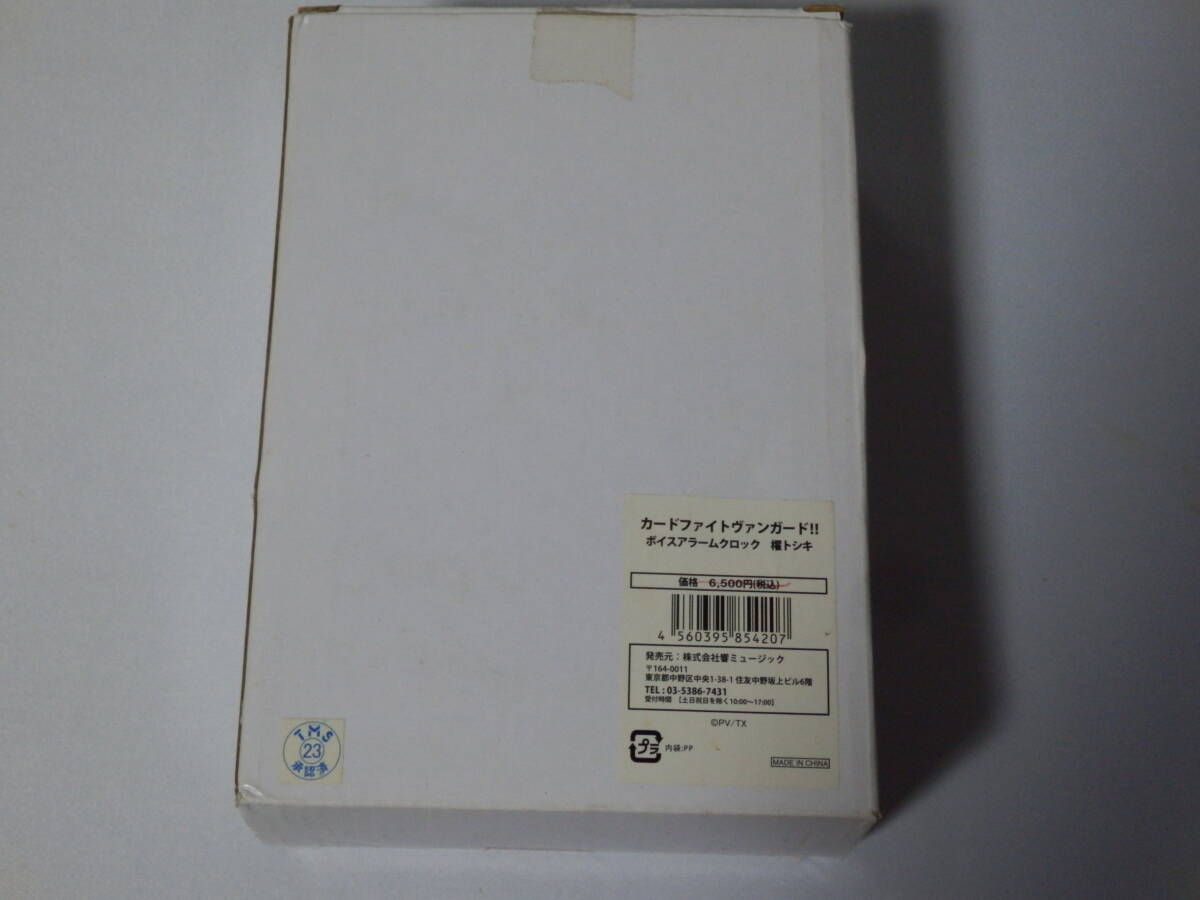 カードファイトヴァンガード!!
ボイスアラームクロック　櫂トシキ
価格 6,500円(税込)
4 560395 854207
発売元：株式会社響ミュージック
〒164-0011
東京都中野区中央1-38-1 住友中野坂上ビル6階
TEL : 03-5386-7431
受付時間 【土日祝日を除く10:00～17:00】
©PV/TX
プラ 内袋:PP
MADE IN CHINA
TMS
23
承認済